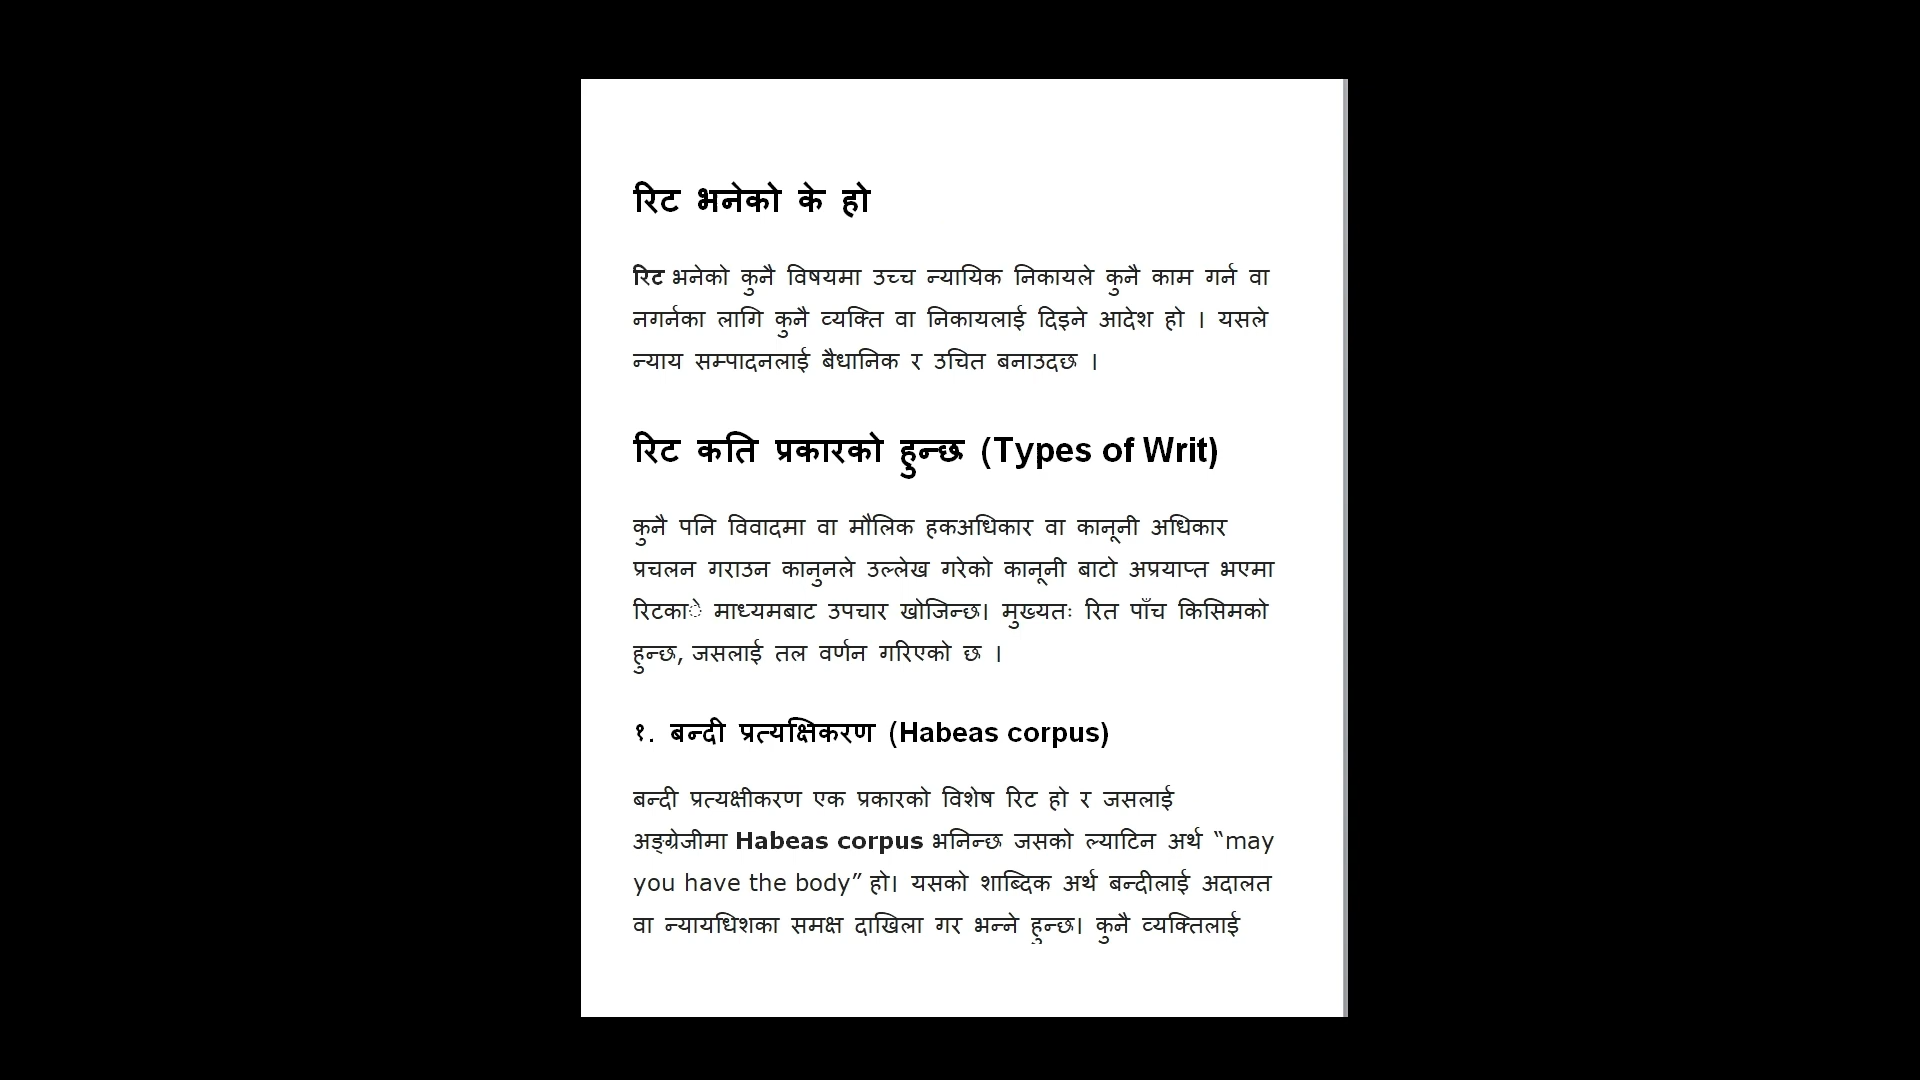 रिट भनेको के हो
रिट भनेको कुनै विषयमा उच्च न्यायिक निकायले कुनै काम गर्न वा
नगर्नका लागि कुनै व्यक्ति वा निकायलाई दिइने आदेश हो । यसले
न्याय सम्पादनलाई बैधानिक र उचित बनाउदछ ।
रिट कति प्रकारको हुन्छ (Types of Writ)
कुनै पनि विवादमा वा मौलिक हकअधिकार वा कानूनी अधिकार
प्रचलन गराउन कानुनले उल्लेख गरेको कानूनी बाटो अप्रयाप्त भएमा
रिटकाे माध्यमबाट उपचार खोजिन्छ। मुख्यतः रित पाँच किसिमको
हुन्छ, जसलाई तल वर्णन गरिएको छ ।
१. बन्दी प्रत्यक्षिकरण (Habeas corpus)
बन्दी प्रत्यक्षीकरण एक प्रकारको विशेष रिट हो र जसलाई
अङ्ग्रेजीमा Habeas corpus भनिन्छ जसको ल्याटिन अर्थ “may
you have the body” हो। यसको शाब्दिक अर्थ बन्दीलाई अदालत
वा न्यायधिशका समक्ष दाखिला गर भन्ने हुन्छ। कुनै व्यक्तिलाई